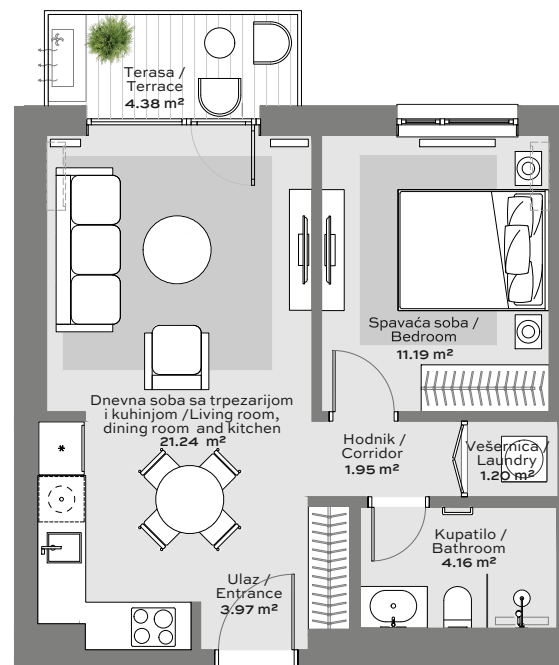 Terasa /
Terrace
4.38 m²
Spavaća soba /
Bedroom
11.19 m²
Dnevna soba sa trpezarijom
i kuhinjom /Living room,
dining room and kitchen
21.24 m²
Hodnik /
Corridor
1.95 m²
Vešernica /
Laundry
1.20 m²
Kupatilo /
Bathroom
4.16 m²
Ulaz /
Entrance
3.97 m²